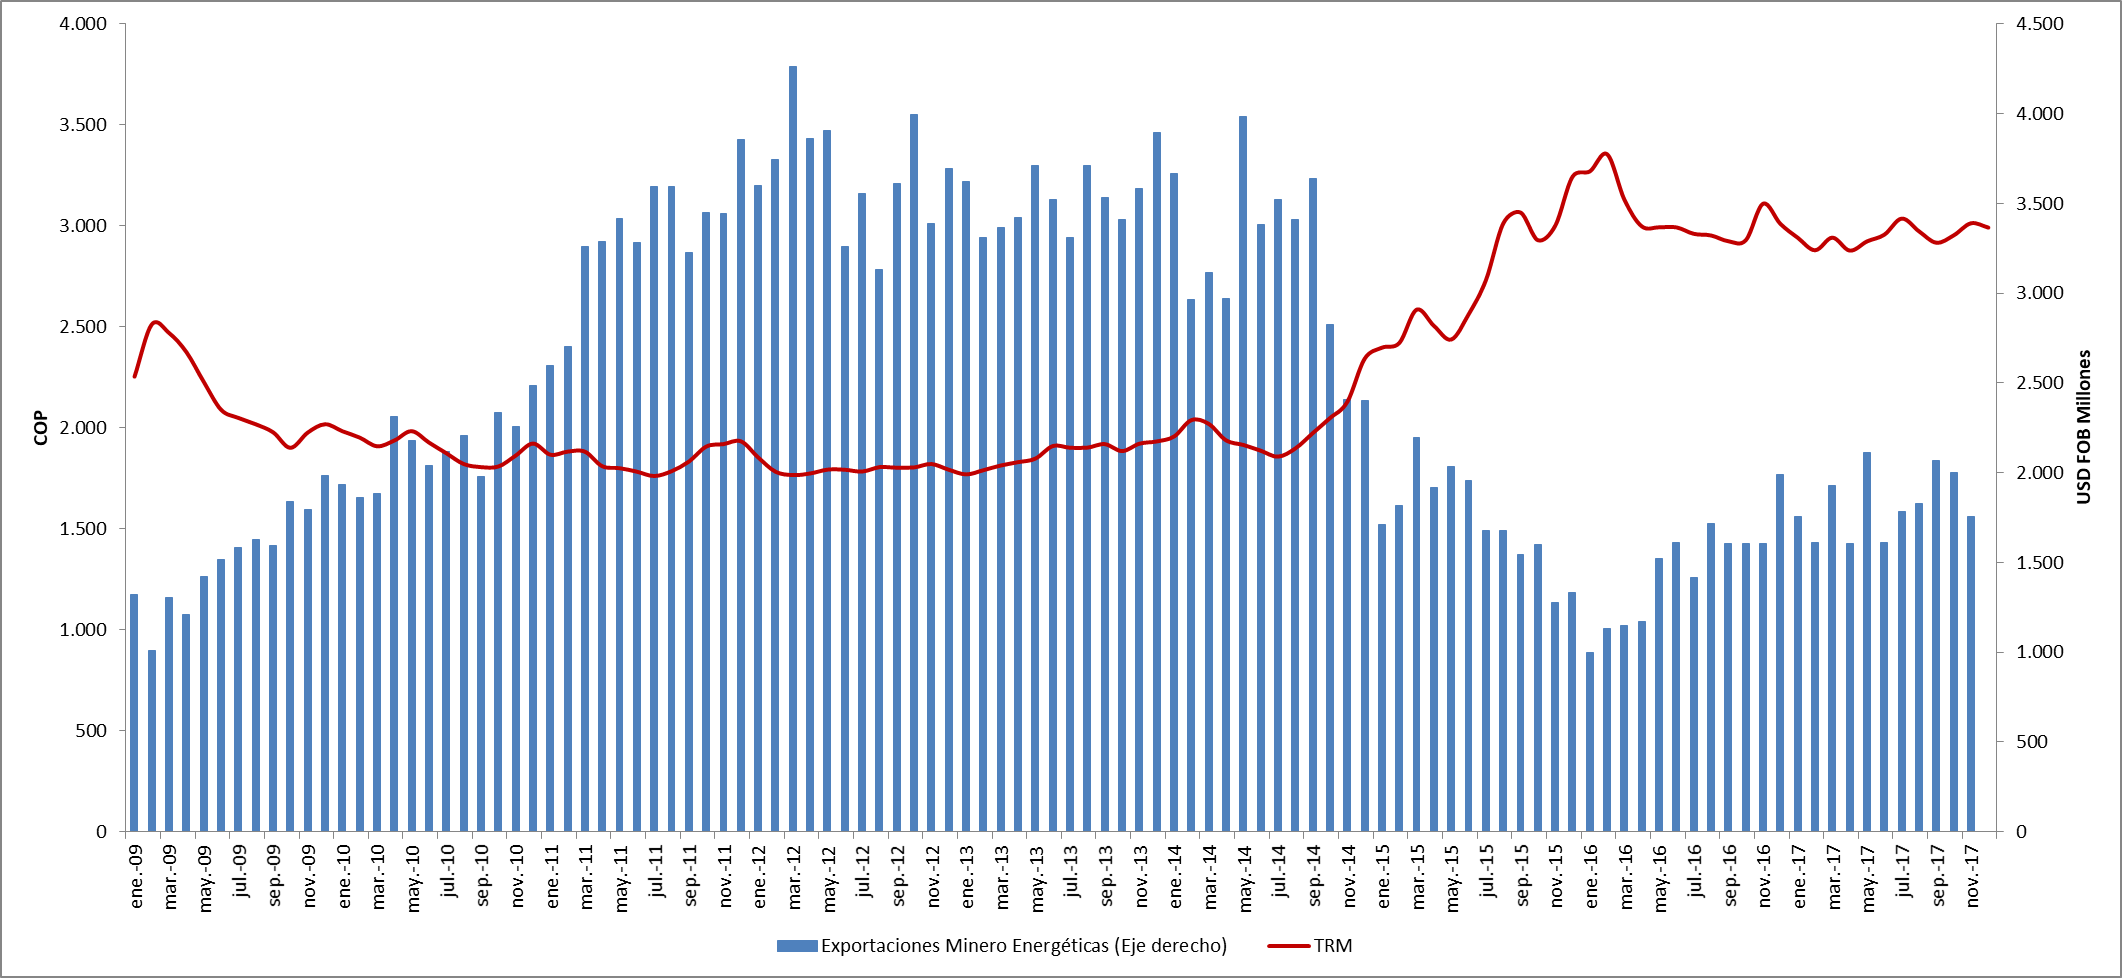 4.000
3.500
3.000
2.500
2.000
1.500
1.000
500
0
COP
4.500
4.000
3.500
3.000
2.500
2.000
1.500
1.000
500
0
USD FOB Millones
ene.-09
mar.-09
may.-09
jul.-09
sep.-09
nov.-09
ene.-10
mar.-10
may.-10
jul.-10
sep.-10
nov.-10
ene.-11
mar.-11
may.-11
jul.-11
sep.-11
nov.-11
ene.-12
mar.-12
may.-12
jul.-12
sep.-12
nov.-12
ene.-13
mar.-13
may.-13
jul.-13
sep.-13
nov.-13
ene.-14
mar.-14
may.-14
jul.-14
sep.-14
nov.-14
ene.-15
mar.-15
may.-15
jul.-15
sep.-15
nov.-15
ene.-16
mar.-16
may.-16
jul.-16
sep.-16
nov.-16
ene.-17
mar.-17
may.-17
jul.-17
sep.-17
nov.-17
Exportaciones Minero Energéticas (Eje derecho)
TRM